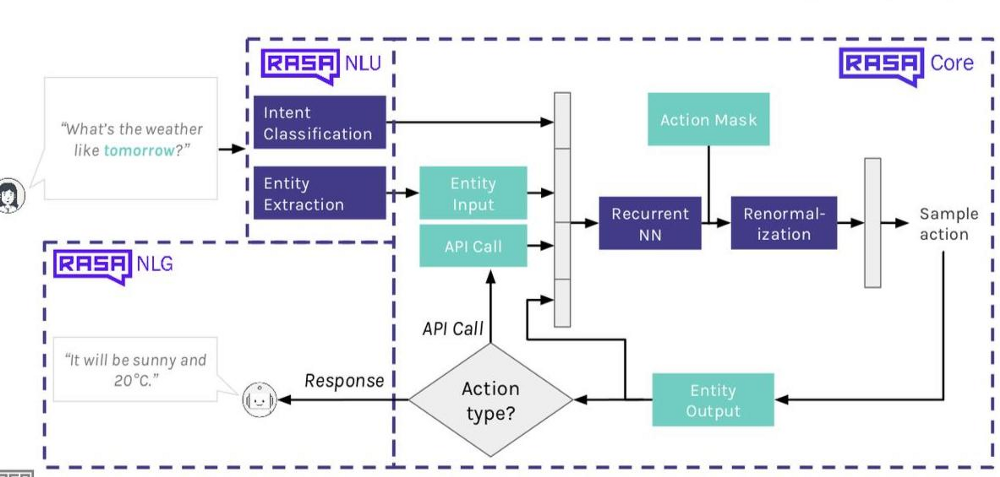 RASA NLU
RASA Core
Intent
Classification
Action Mask
“What’s the weather
like tomorrow?”
Entity
Extraction
Entity
Input
Recurrent
NN
Renormal-
ization
Sample
action
API Call
RASA NLG
API Call
“It will be sunny and
20°C.”
Response
Action
type?
Entity
Output